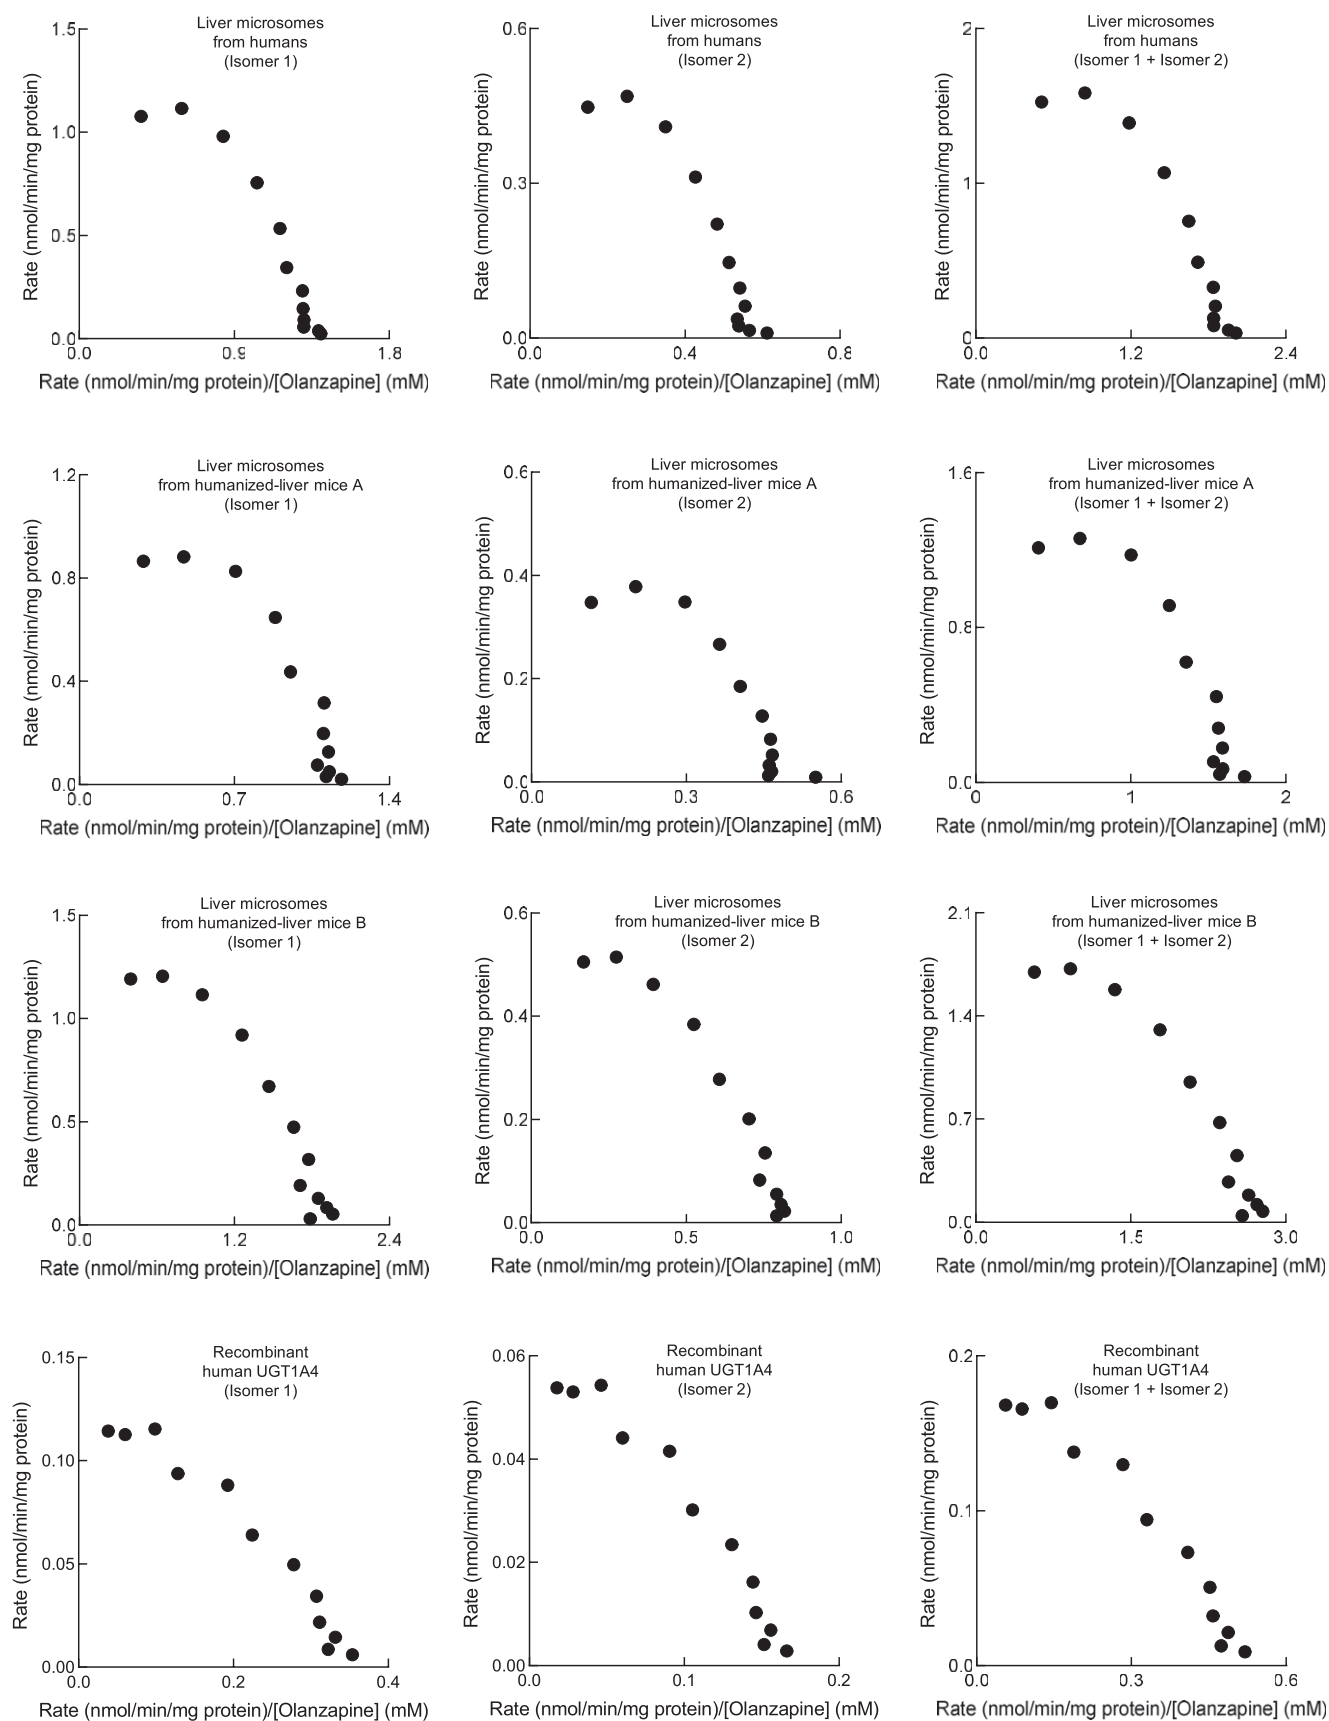 Liver microsomes
from humans
(Isomer 1)
1.5
1.0
0.5
0.0
0.0
0.9
1.8
Rate (nmol/min/mg protein)
Rate (nmol/min/mg protein)/[Olanzapine] (mM)
Liver microsomes
from humans
(Isomer 2)
0.6
0.3
0.0
0.0
0.4
0.8
Rate (nmol/min/mg protein)
Rate (nmol/min/mg protein)/[Olanzapine] (mM)
Liver microsomes
from humans
(Isomer 1 + Isomer 2)
2
1
0
0.0
1.2
2.4
Rate (nmol/min/mg protein)
Rate (nmol/min/mg protein)/[Olanzapine] (mM)
Liver microsomes
from humanized-liver mice A
(Isomer 1)
1.2
0.8
0.4
0.0
0.0
0.7
1.4
Rate (nmol/min/mg protein)
Rate (nmol/min/mg protein)/[Olanzapine] (mM)
Liver microsomes
from humanized-liver mice A
(Isomer 2)
0.6
0.4
0.2
0.0
0.0
0.3
0.6
Rate (nmol/min/mg protein)
Rate (nmol/min/mg protein)/[Olanzapine] (mM)
Liver microsomes
from humanized-liver mice A
(Isomer 1 + Isomer 2)
1.6
0.8
0.0
0
1
2
Rate (nmol/min/mg protein)
Rate (nmol/min/mg protein)/[Olanzapine] (mM)
Liver microsomes
from humanized-liver mice B
(Isomer 1)
1.5
1.0
0.5
0.0
0.0
1.2
2.4
Rate (nmol/min/mg protein)
Rate (nmol/min/mg protein)/[Olanzapine] (mM)
Liver microsomes
from humanized-liver mice B
(Isomer 2)
0.6
0.4
0.2
0.0
0.0
0.5
1.0
Rate (nmol/min/mg protein)
Rate (nmol/min/mg protein)/[Olanzapine] (mM)
Liver microsomes
from humanized-liver mice B
(Isomer 1 + Isomer 2)
2.1
1.4
0.7
0.0
0.0
1.5
3.0
Rate (nmol/min/mg protein)
Rate (nmol/min/mg protein)/[Olanzapine] (mM)
Recombinant
human UGT1A4
(Isomer 1)
0.15
0.10
0.05
0.00
0.0
0.2
0.4
Rate (nmol/min/mg protein)
Rate (nmol/min/mg protein)/[Olanzapine] (mM)
Recombinant
human UGT1A4
(Isomer 2)
0.06
0.04
0.02
0.00
0.0
0.1
0.2
Rate (nmol/min/mg protein)
Rate (nmol/min/mg protein)/[Olanzapine] (mM)
Recombinant
human UGT1A4
(Isomer 1 + Isomer 2)
0.2
0.1
0.0
0.0
0.3
0.6
Rate (nmol/min/mg protein)
Rate (nmol/min/mg protein)/[Olanzapine] (mM)